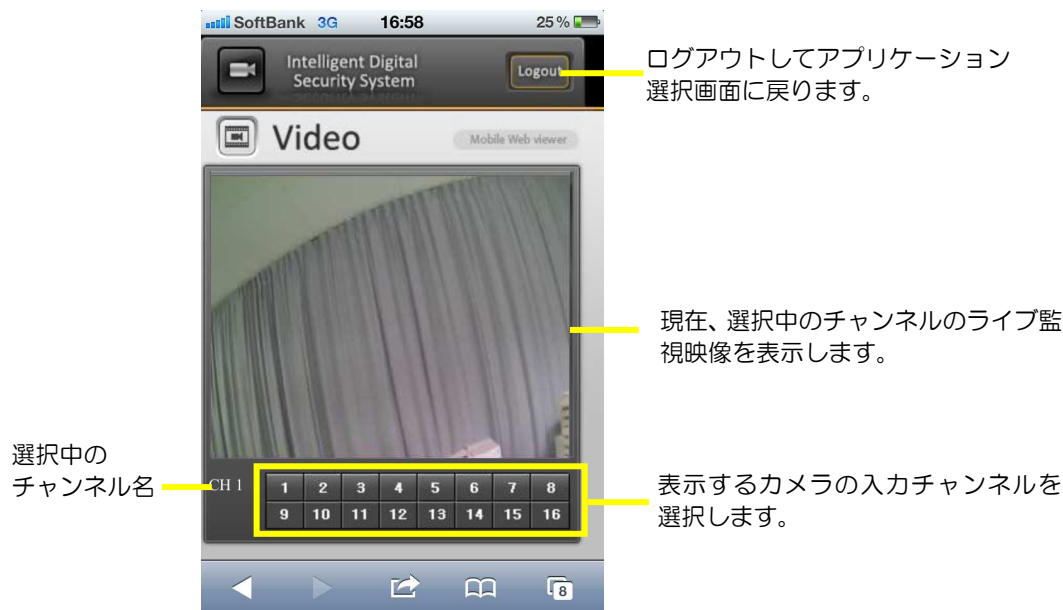 SoftBank 3G 16:58 25%
Intelligent Digital
Security System
Logout
ログアウトしてアプリケーション
選択画面に戻ります。
Video
Mobile Web viewer
現在、選択中のチャンネルのライブ監
視映像を表示します。
選択中の
チャンネル名
CH 1
1 2 3 4 5 6 7 8
9 10 11 12 13 14 15 16
表示するカメラの入力チャンネルを
選択します。
8